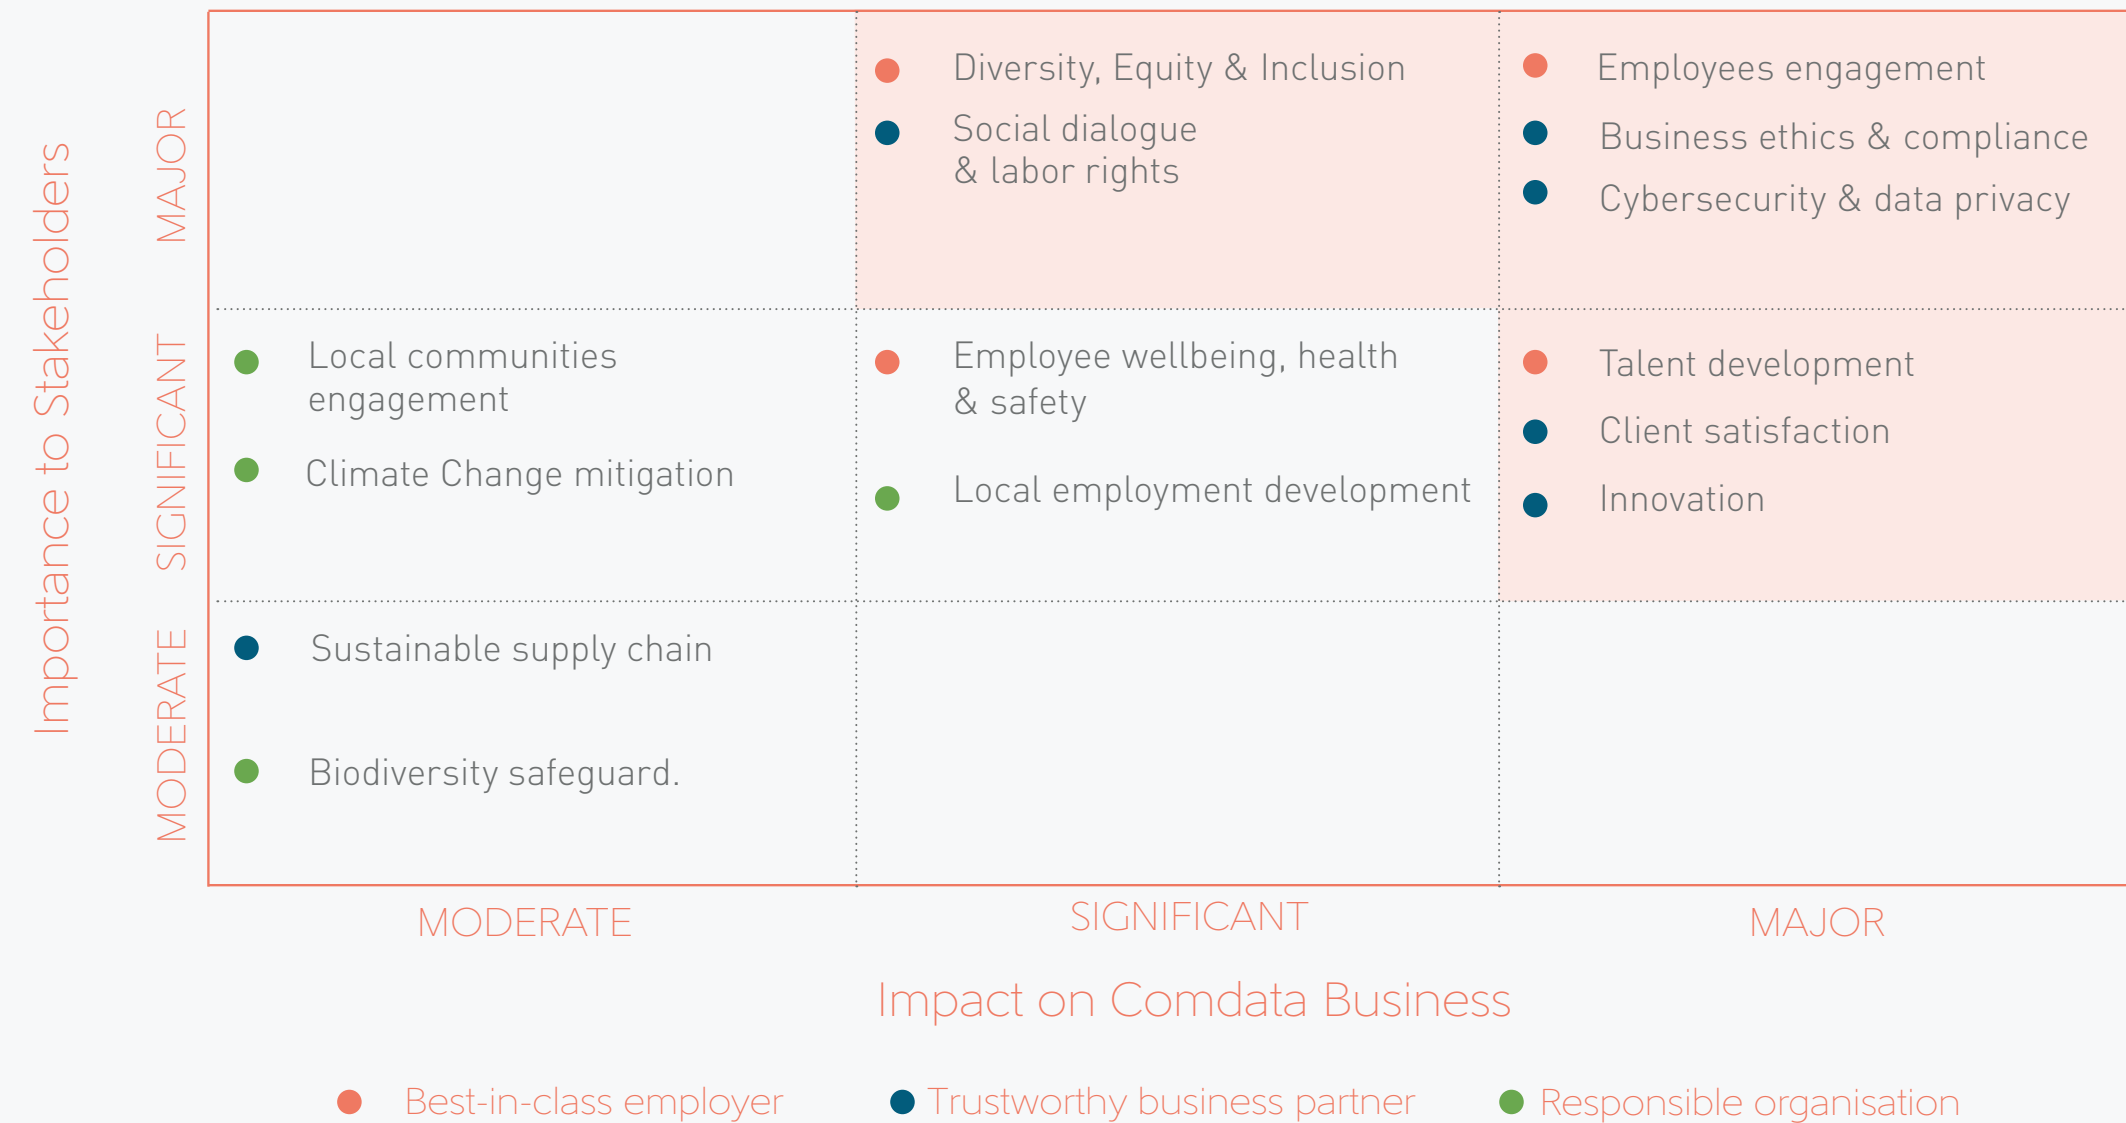 Importance to Stakeholders
MAJOR
Diversity, Equity & Inclusion
Social dialogue
& labor rights
Employees engagement
Business ethics & compliance
Cybersecurity & data privacy
SIGNIFICANT
Local communities
engagement
Climate Change mitigation
Employee wellbeing, health
& safety
Local employment development
Talent development
Client satisfaction
Innovation
MODERATE
Sustainable supply chain
Biodiversity safeguard.
MODERATE
SIGNIFICANT
MAJOR
Impact on Comdata Business
Best-in-class employer
Trustworthy business partner
Responsible organisation